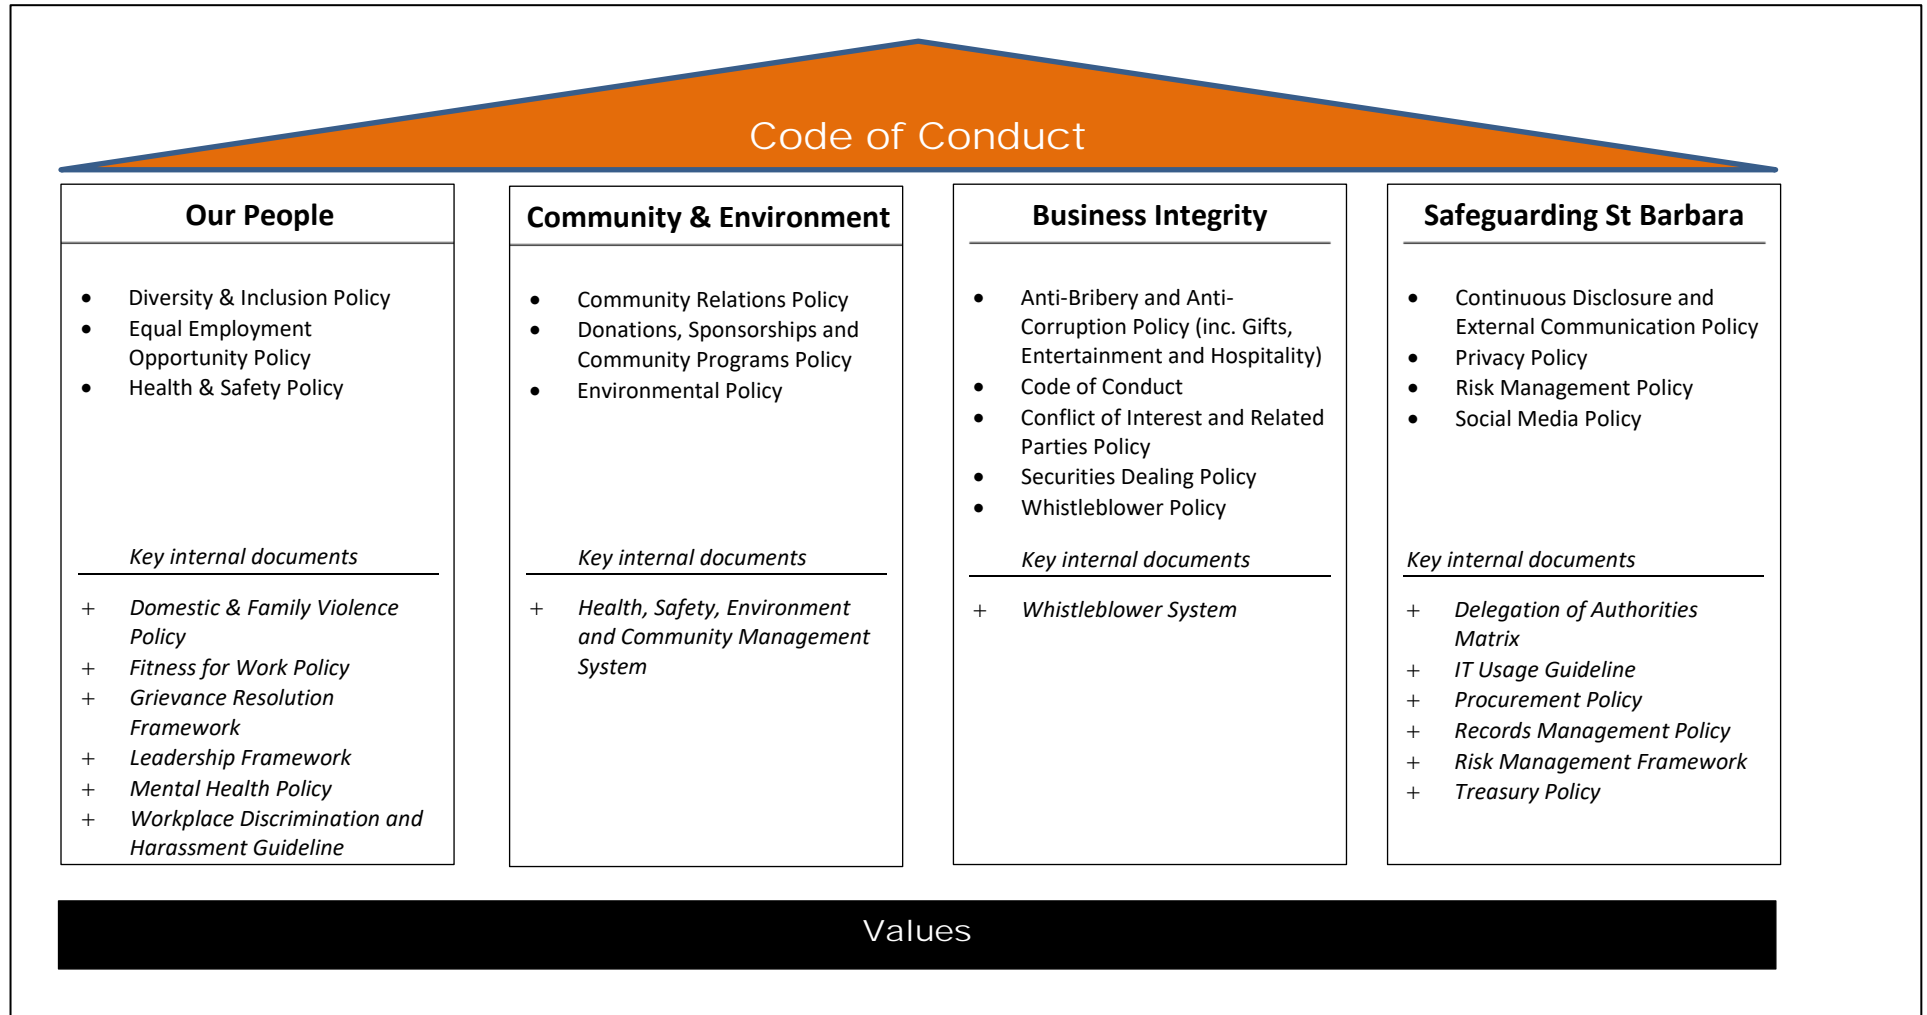 Code of Conduct
Our People
Diversity & Inclusion Policy
Equal Employment
Opportunity Policy
Health & Safety Policy
Key internal documents
Domestic & Family Violence
Policy
Fitness for Work Policy
Grievance Resolution
Framework
Leadership Framework
Mental Health Policy
Workplace Discrimination and
Harassment Guideline
Community & Environment
Community Relations Policy
Donations, Sponsorships and
Community Programs Policy
Environmental Policy
Key internal documents
Health, Safety, Environment
and Community Management
System
Business Integrity
Anti-Bribery and Anti-
Corruption Policy (inc. Gifts,
Entertainment and Hospitality)
Code of Conduct
Conflict of Interest and Related
Parties Policy
Securities Dealing Policy
Whistleblower Policy
Key internal documents
Whistleblower System
Safeguarding St Barbara
Continuous Disclosure and
External Communication Policy
Privacy Policy
Risk Management Policy
Social Media Policy
Key internal documents
Delegation of Authorities
Matrix
IT Usage Guideline
Procurement Policy
Records Management Policy
Risk Management Framework
Treasury Policy
Values